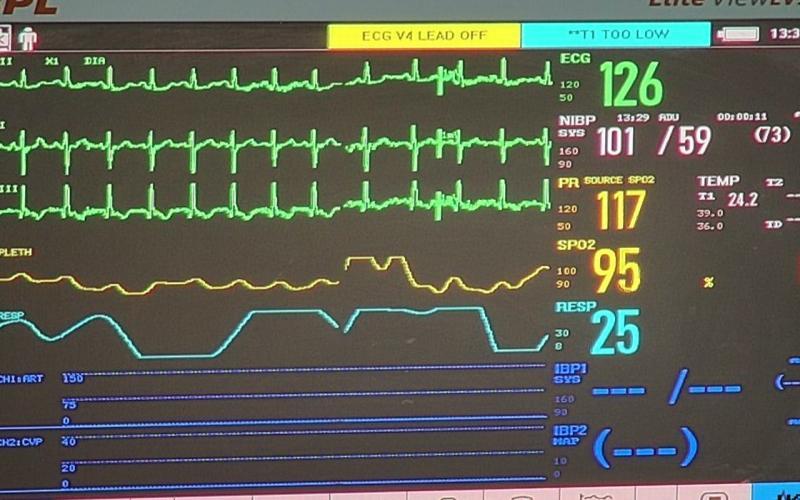 PL Elite View EV
ECG V4 LEAD OFF **T1 TOO LOW 13:3
II X1 DIA ECG
120
50
126
I NIBP 13:29 ADU 00:00:11
SYS
160
90
101 / 59 (73)
III PR SOURCE SPO2 TEMP T2
120
50
117
T1 24.2 ---
39.0
36.0 TD --
PLETH SPO2
100
90
95 %
RESP RESP
30
8
25
CH1:ART 150
75
0
IBP1
SYS
160
90
--- / --- (--
CH2:CVP 40
20
0
IBP2
MAP
10
0
(---)